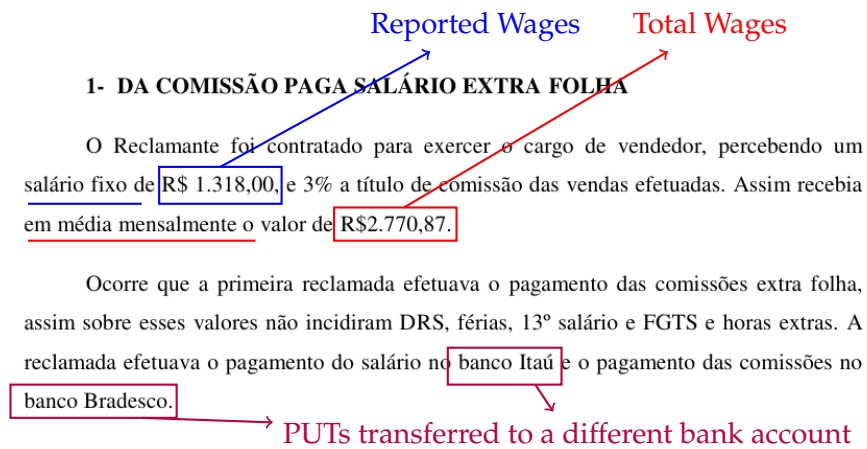 Reported Wages Total Wages
1- DA COMISSÃO PAGA SALÁRIO EXTRA FOLHA
O Reclamante foi contratado para exercer o cargo de vendedor, percebendo um
salário fixo de R$ 1.318,00, e 3% a título de comissão das vendas efetuadas. Assim recebia
em média mensalmente o valor de R$2.770,87.
Ocorre que a primeira reclamada efetuava o pagamento das comissões extra folha,
assim sobre esses valores não incidiram DRS, férias, 13º salário e FGTS e horas extras. A
reclamada efetuava o pagamento do salário no banco Itaú e o pagamento das comissões no
banco Bradesco.
PUTs transferred to a different bank account